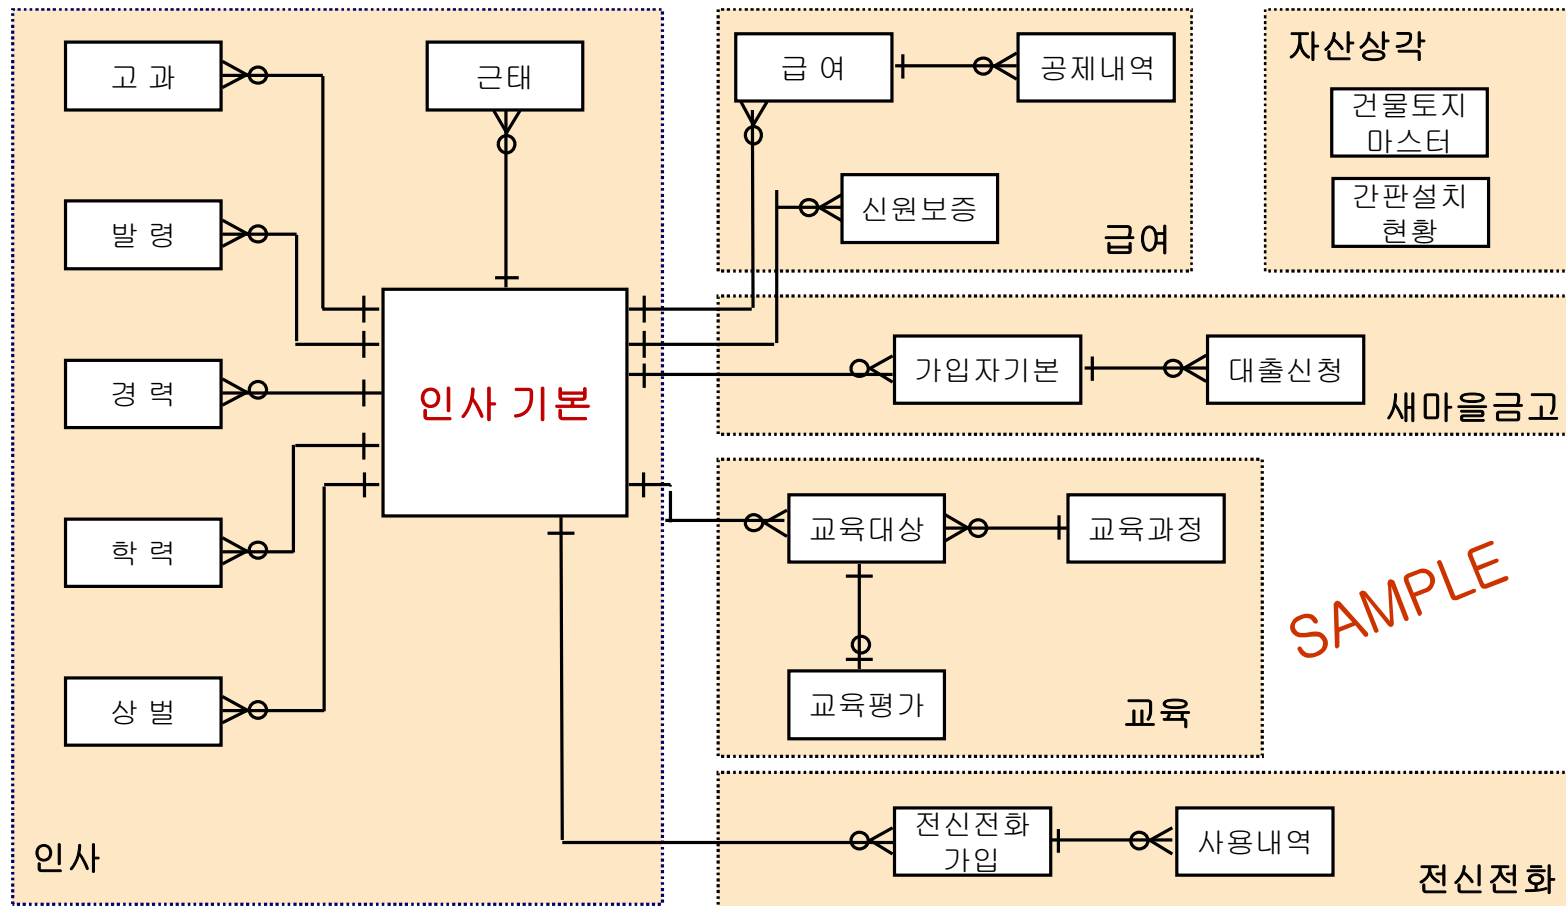 고 과
근태
발 령
경 력
학 력
상 벌
인사 기본
인사
급 여
공제내역
신원보증
급여
자산상각
건물토지
마스터
간판설치
현황
가입자기본
대출신청
새마을금고
교육대상
교육과정
교육평가
교육
SAMPLE
전신전화
가입
사용내역
전신전화